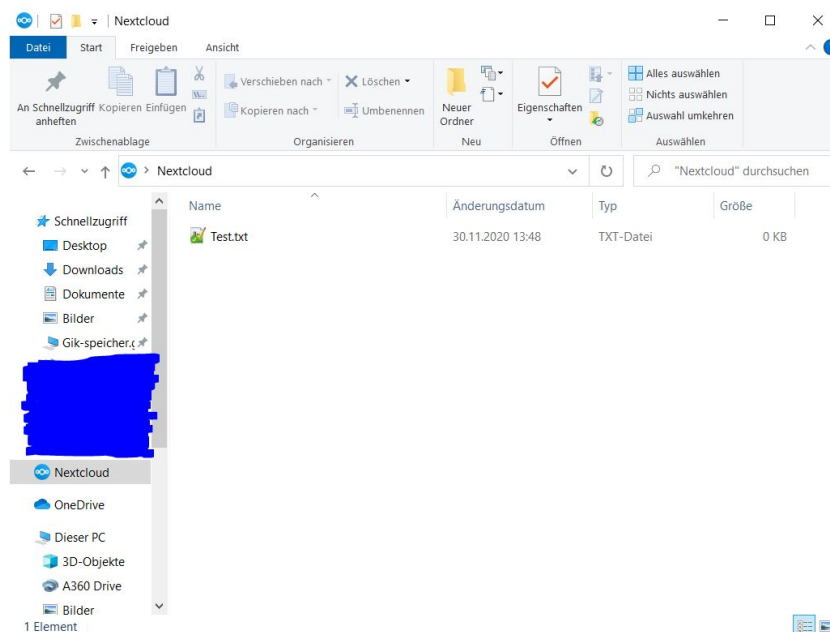 Nextcloud
Datei Start Freigeben Ansicht
An Schnellzugriff anheften
Kopieren
Einfügen
Verschieben nach
Kopieren nach
Löschen
Umbenennen
Neuer Ordner
Eigenschaften
Alles auswählen
Nichts auswählen
Auswahl umkehren
Zwischenablage Organisieren Neu Öffnen Auswählen
Nextcloud
"Nextcloud" durchsuchen
Name Änderungsdatum Typ Größe
Test.txt 30.11.2020 13:48 TXT-Datei 0 KB
Schnellzugriff
Desktop
Downloads
Dokumente
Bilder
Gik-speicher.
Nextcloud
OneDrive
Dieser PC
3D-Objekte
A360 Drive
Bilder
1 Element